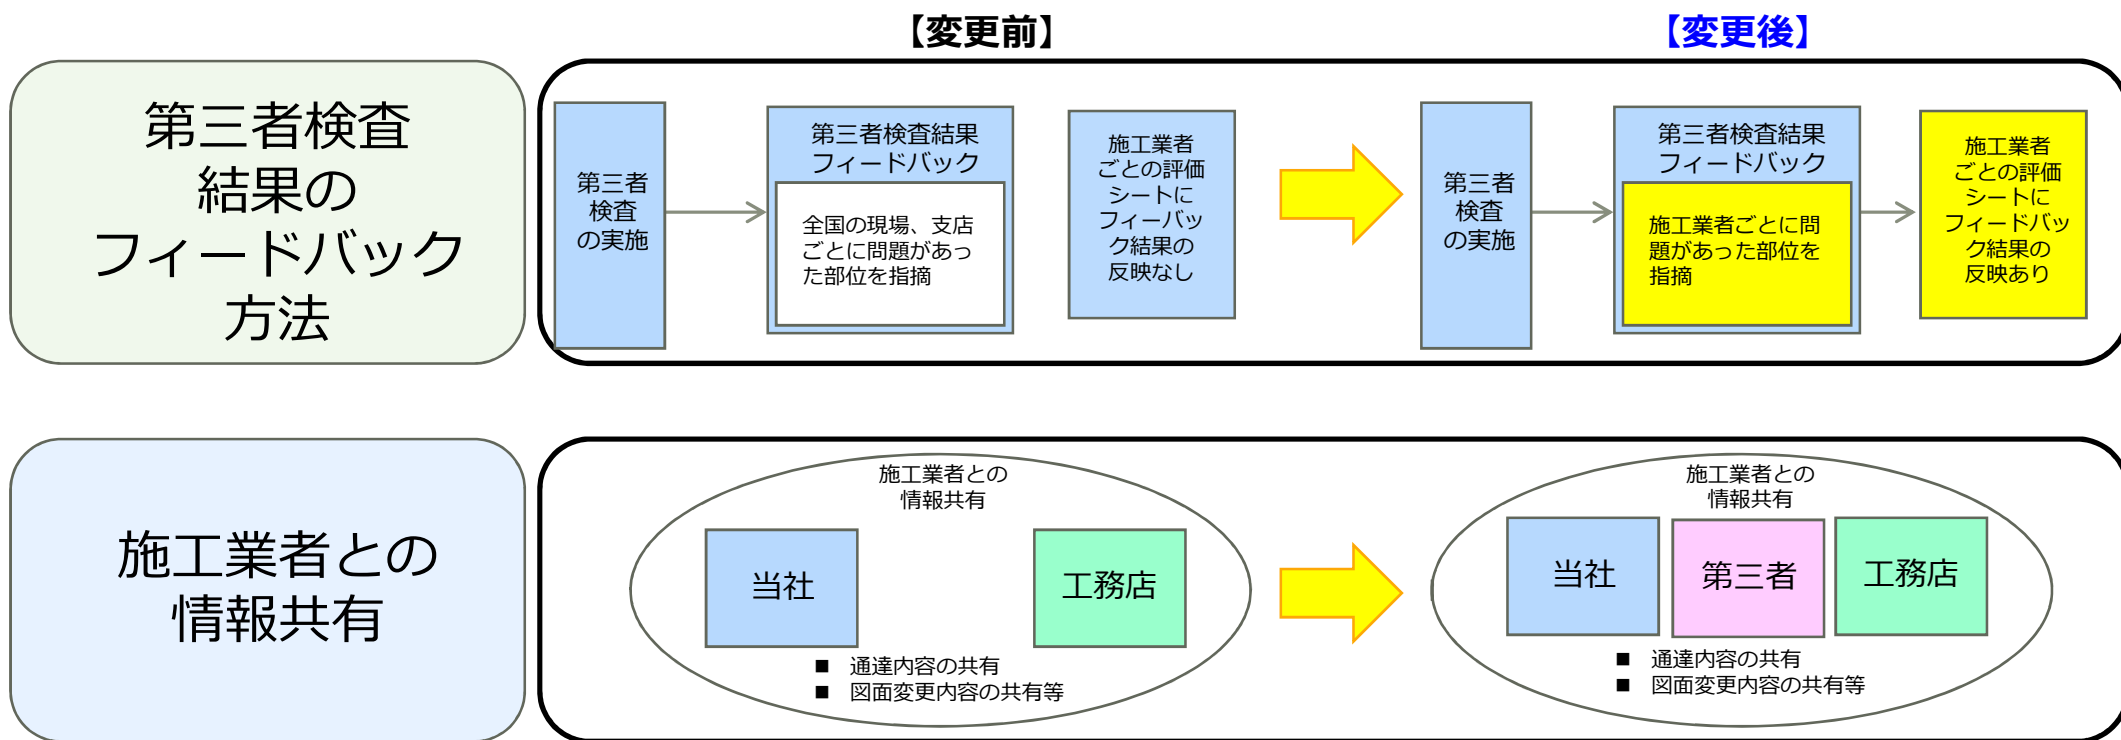 【変更前】
【変更後】
第三者検査
結果の
フィードバック
方法
第三者
検査
の実施
第三者検査結果
フィードバック
全国の現場、支店
ごとに問題があっ
た部位を指摘
施工業者
ごとの評価
シートに
フィーバッ
ク結果の
反映なし
第三者
検査
の実施
第三者検査結果
フィードバック
施工業者ごとに問
題があった部位を
指摘
施工業者
ごとの評価
シートに
フィードバッ
ク結果の
反映あり
施工業者との
情報共有
施工業者との
情報共有
当社
工務店
■ 通達内容の共有
■ 図面変更内容の共有等
施工業者との
情報共有
当社
第三者
工務店
■ 通達内容の共有
■ 図面変更内容の共有等